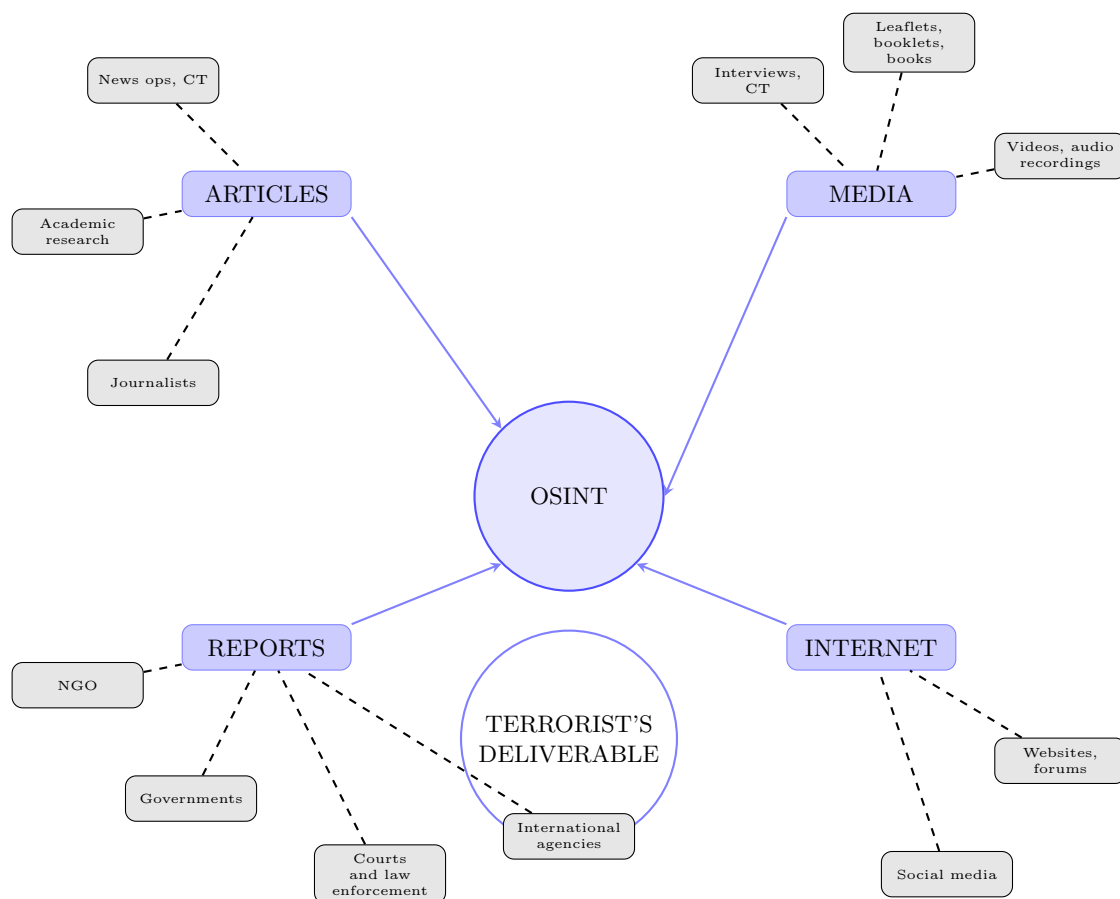 Leaflets,
booklets,
books
News ops, CT
Interviews,
CT
Videos, audio
recordings
ARTICLES
MEDIA
Academic
research
Journalists
OSINT
REPORTS
INTERNET
NGO
TERRORIST'S
DELIVERABLE
Websites,
forums
Governments
International
agencies
Courts
and law
enforcement
Social media